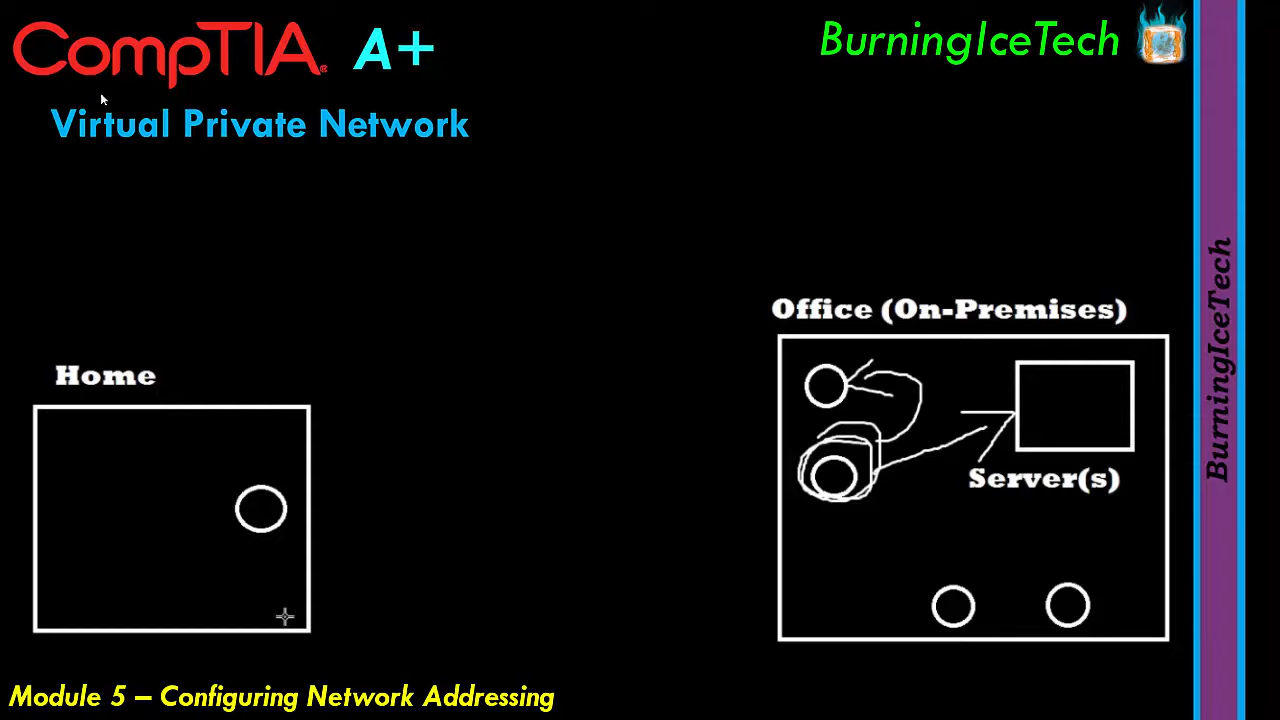 CompTIA® A+
BurningIceTech
Virtual Private Network
Office (On-Premises)
Home
Server(s)
BurningIceTech
Module 5 – Configuring Network Addressing